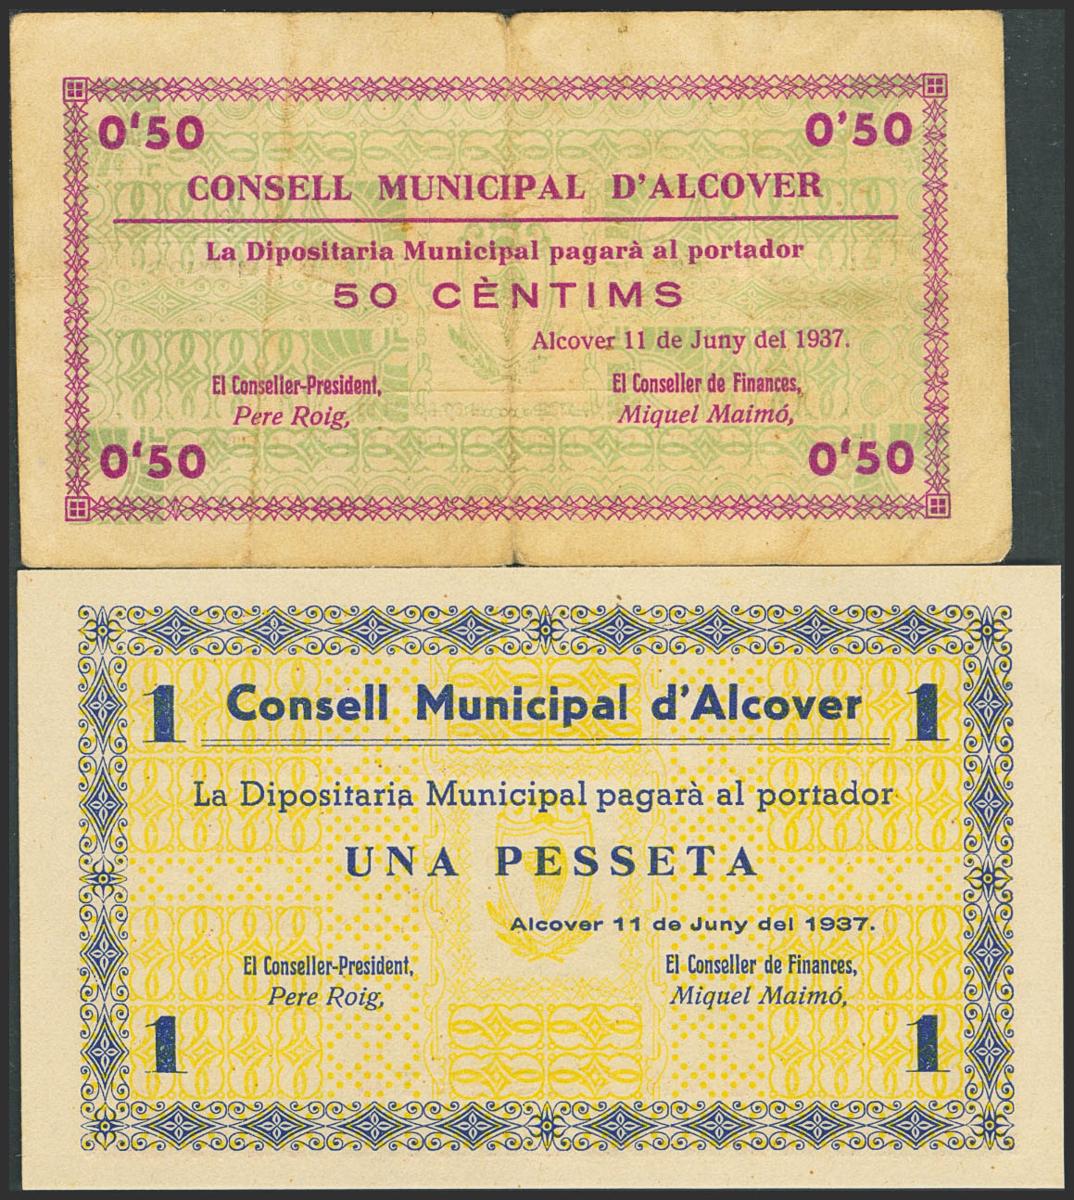 0‘50 0’50
CONSELL MUNICIPAL D’ALCOVER
La Dipositaria Municipal pagarà al portador
50 CÈNTIMS
Alcover 11 de Juny del 1937.
El Conseller-President, El Conseller de Finances,
Pere Roig, Miquel Maimó,
0‘50 0‘50
1 Consell Municipal d’Alcover 1
La Dipositaria Municipal pagarà al portador
UNA PESSETA
Alcover 11 de Juny del 1937.
El Conseller-President, El Conseller de Finances,
Pere Roig, Miquel Maimó,
1 1